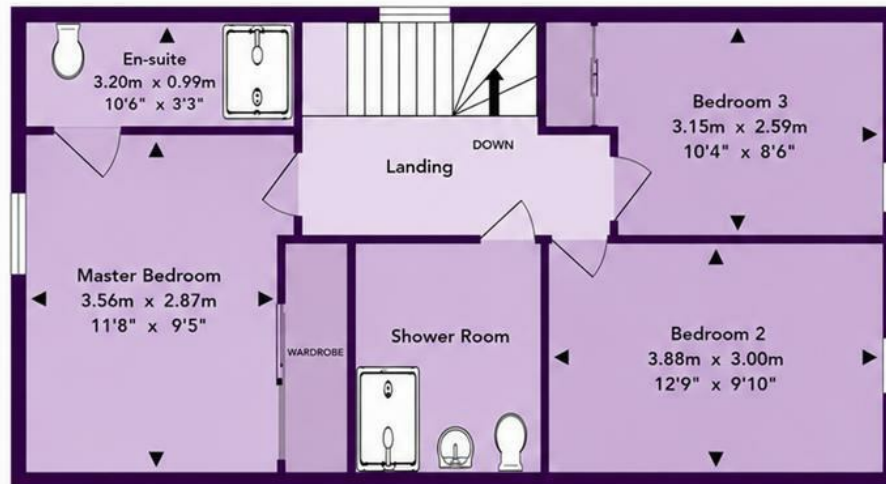 En-suite
3.20m x 0.99m
10'6" x 3'3"
Bedroom 3
3.15m x 2.59m
10'4" x 8'6"
DOWN
Landing
Master Bedroom
3.56m x 2.87m
11'8" x 9'5"
WARDROBE
Shower Room
Bedroom 2
3.88m x 3.00m
12'9" x 9'10"